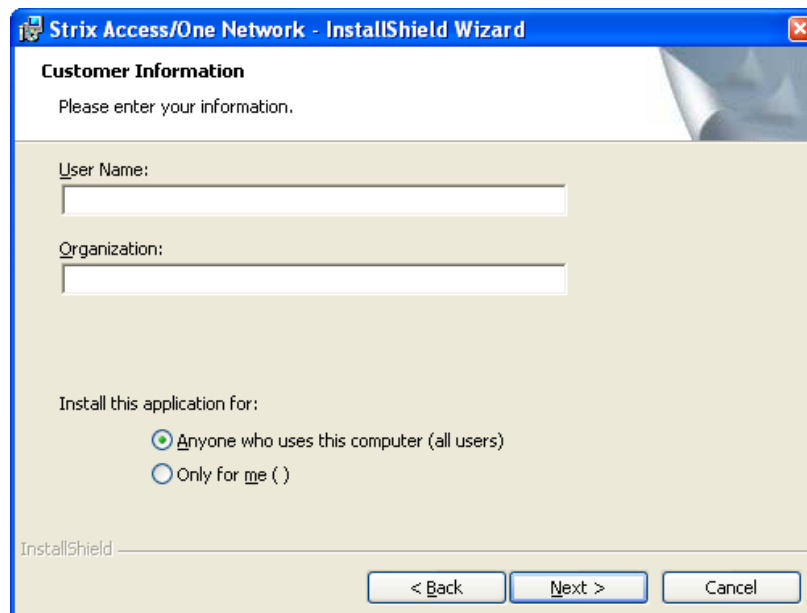 Strix Access/One Network - InstallShield Wizard
Customer Information
Please enter your information.
User Name:
Organization:
Install this application for:
Anyone who uses this computer (all users)
Only for me ( )
InstallShield
< Back Next > Cancel